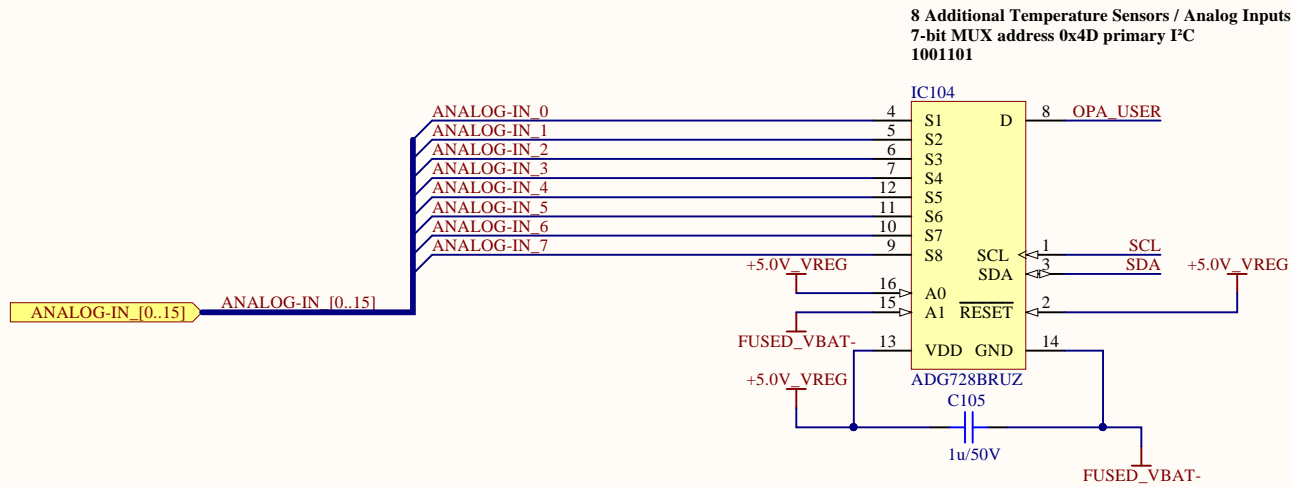 8 Additional Temperature Sensors / Analog Inputs
7-bit MUX address 0x4D primary I²C
1001101
IC104
ANALOG-IN_0 4 S1 D 8 OPA_USER
ANALOG-IN_1 5 S2
ANALOG-IN_2 6 S3
ANALOG-IN_3 7 S4
ANALOG-IN_4 12 S5
ANALOG-IN_5 11 S6
ANALOG-IN_6 10 S7
ANALOG-IN_7 9 S8 SCL 1 SCL
+5.0V_VREG SDA 3 SDA +5.0V_VREG
16 A0
ANALOG-IN_[0..15] ANALOG-IN_[0..15] 15 A1 RESET 2
FUSED_VBAT- 13 VDD GND 14
+5.0V_VREG ADG728BRUZ
C105
1u/50V
FUSED_VBAT-